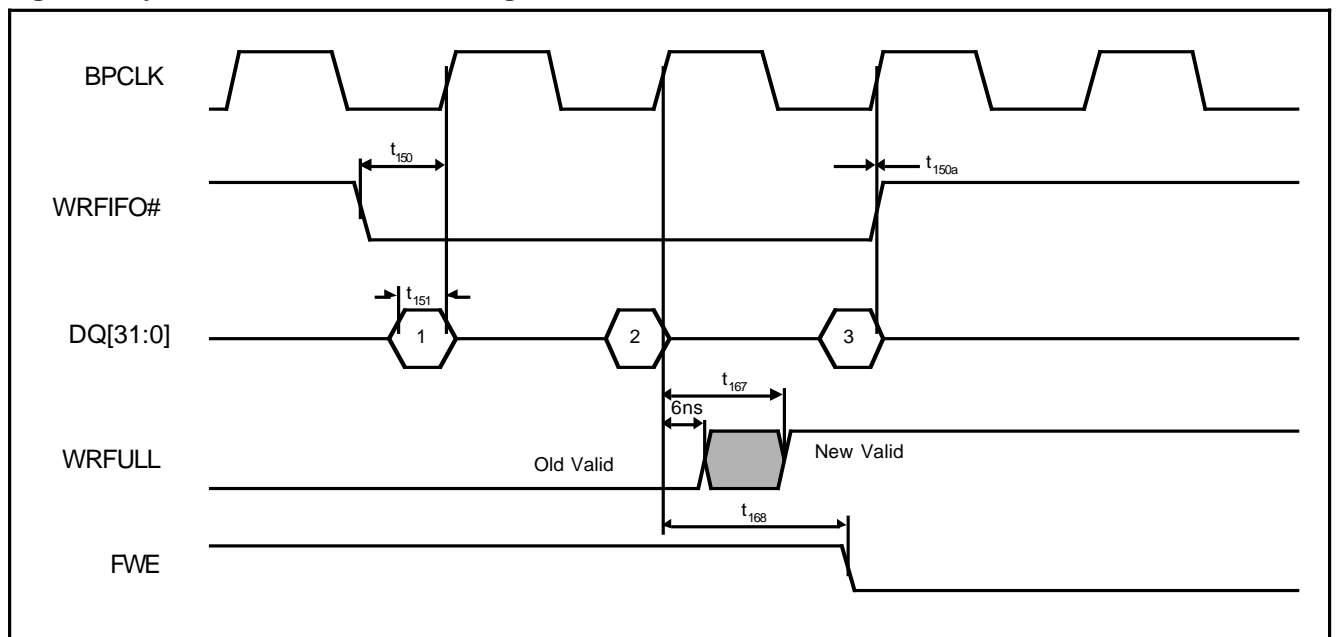 BPCLK
t150
t150a
WRFIFO#
t151
DQ[31:0]
1
2
3
t167
6ns
WRFULL
Old Valid
New Valid
t168
FWE